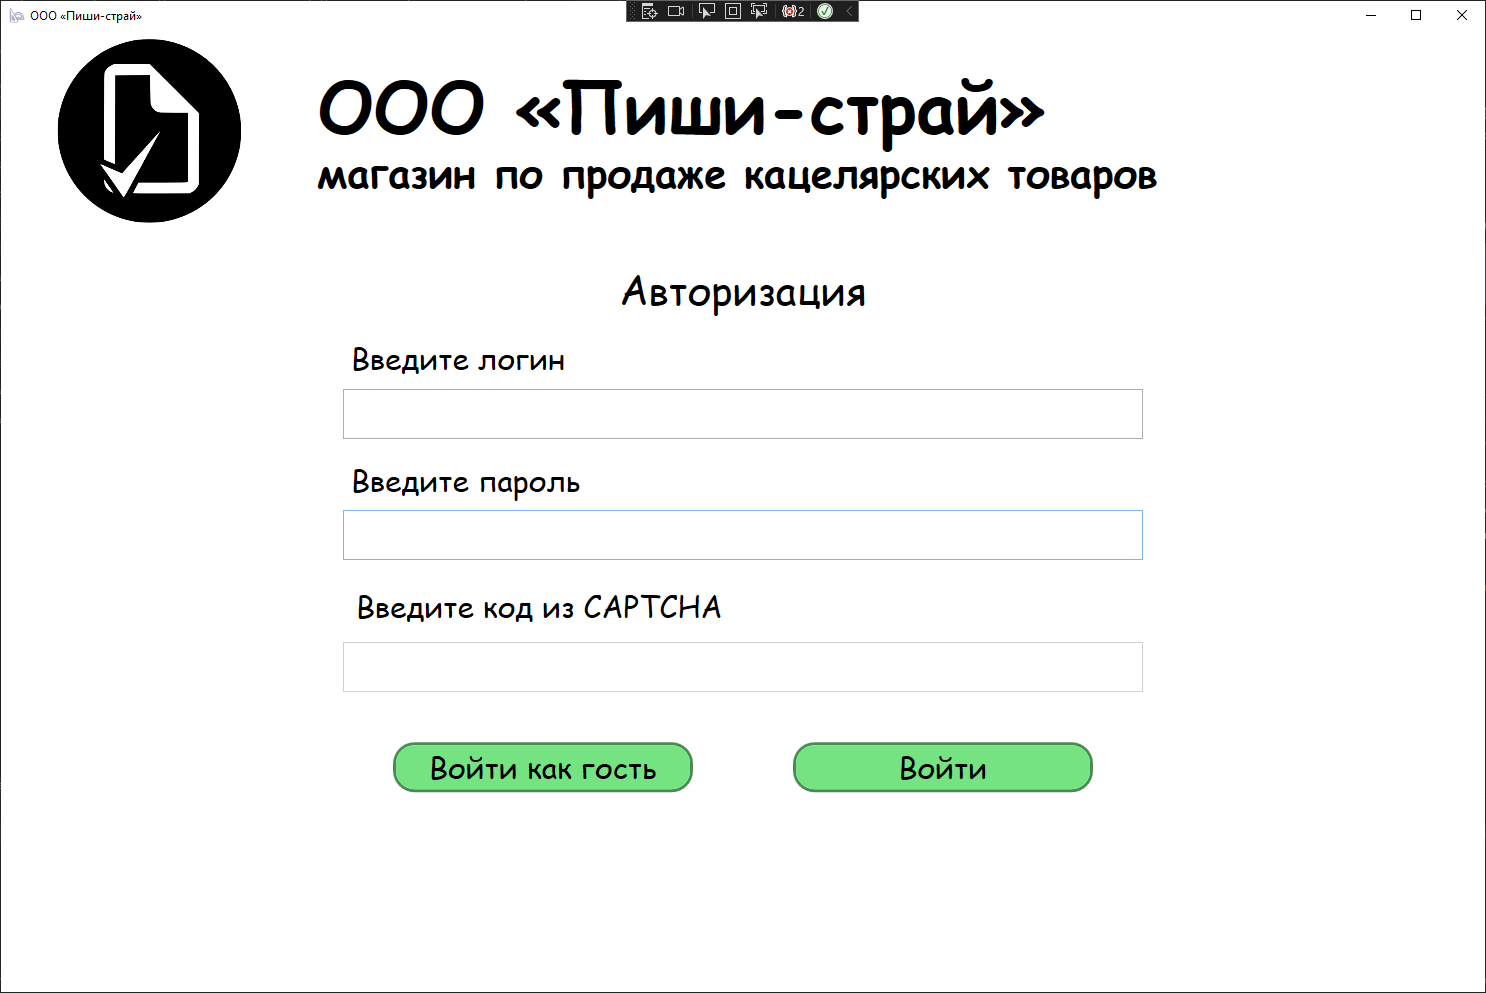 ООО «Пиши-страй»
2
ООО «Пиши-страй»
магазин по продаже кацелярских товаров
Авторизация
Введите логин
Введите пароль
Введите код из CAPTCHA
Войти как гость
Войти